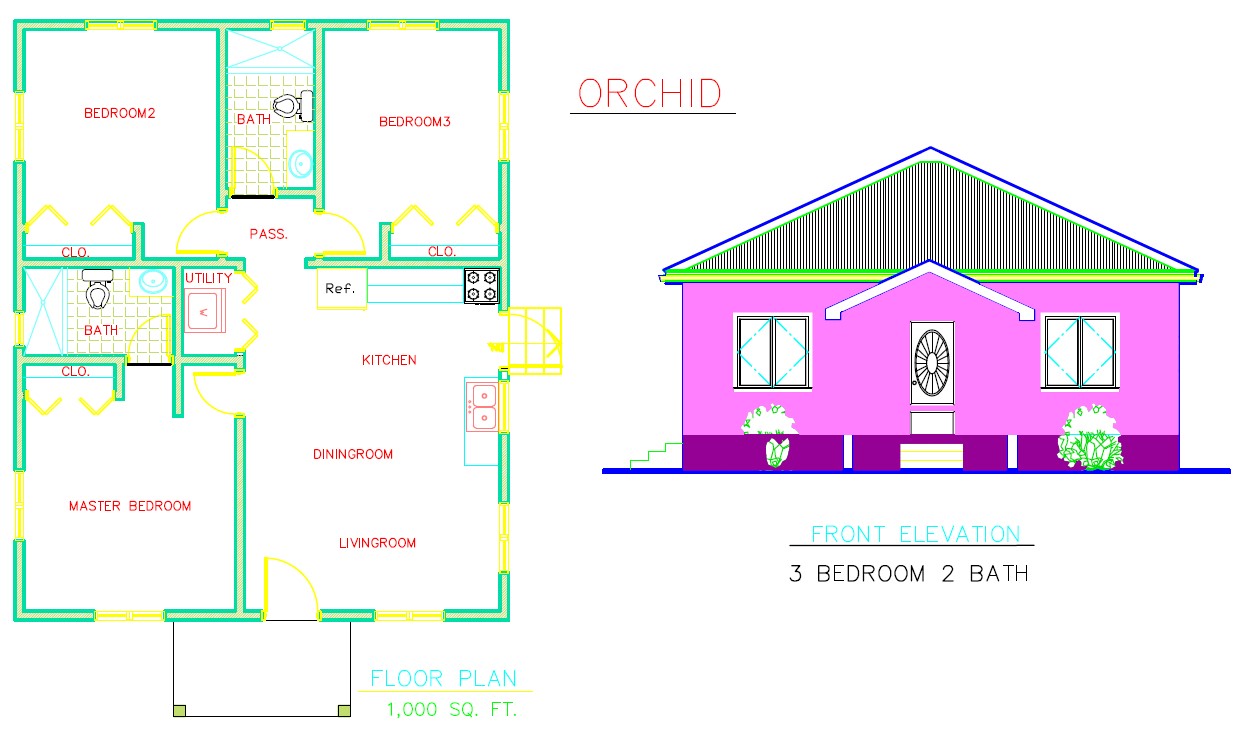 ORCHID
BEDROOM2
BATH
BEDROOM3
PASS.
CLO.
CLO.
UTILITY
Ref.
W
BATH
KITCHEN
CLO.
DININGROOM
MASTER BEDROOM
LIVINGROOM
FLOOR PLAN
1,000 SQ. FT.
FRONT ELEVATION
3 BEDROOM 2 BATH